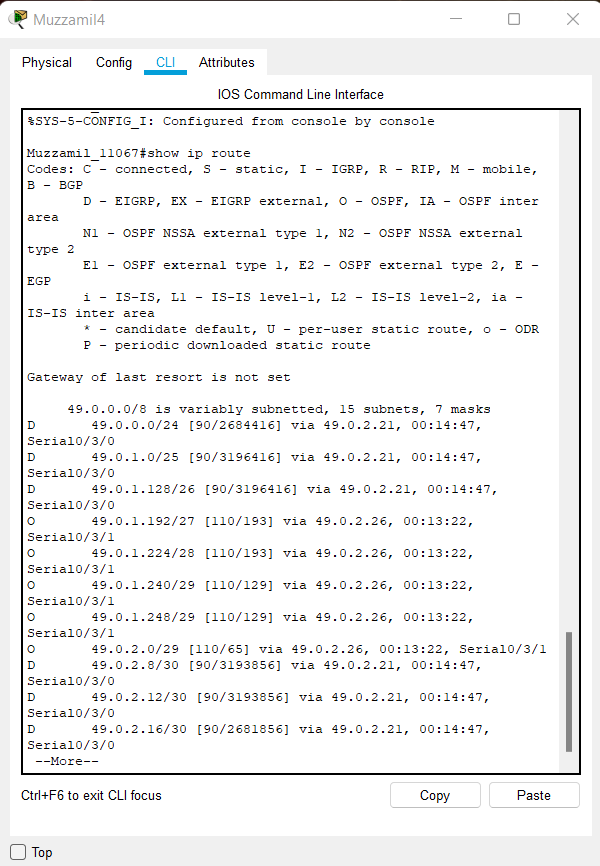 Muzzamil4
Physical Config CLI Attributes
IOS Command Line Interface
%SYS-5-CONFIG_I: Configured from console by console
Muzzamil_11067#show ip route
Codes: C - connected, S - static, I - IGRP, R - RIP, M - mobile,
B - BGP
D - EIGRP, EX - EIGRP external, O - OSPF, IA - OSPF inter
area
N1 - OSPF NSSA external type 1, N2 - OSPF NSSA external
type 2
E1 - OSPF external type 1, E2 - OSPF external type 2, E -
EGP
i - IS-IS, L1 - IS-IS level-1, L2 - IS-IS level-2, ia -
IS-IS inter area
* - candidate default, U - per-user static route, o - ODR
P - periodic downloaded static route
Gateway of last resort is not set
49.0.0.0/8 is variably subnetted, 15 subnets, 7 masks
D 49.0.0.0/24 [90/2684416] via 49.0.2.21, 00:14:47,
Serial0/3/0
D 49.0.1.0/25 [90/3196416] via 49.0.2.21, 00:14:47,
Serial0/3/0
D 49.0.1.128/26 [90/3196416] via 49.0.2.21, 00:14:47,
Serial0/3/0
O 49.0.1.192/27 [110/193] via 49.0.2.26, 00:13:22,
Serial0/3/1
O 49.0.1.224/28 [110/193] via 49.0.2.26, 00:13:22,
Serial0/3/1
O 49.0.1.240/29 [110/129] via 49.0.2.26, 00:13:22,
Serial0/3/1
O 49.0.1.248/29 [110/129] via 49.0.2.26, 00:13:22,
Serial0/3/1
O 49.0.2.0/29 [110/65] via 49.0.2.26, 00:13:22, Serial0/3/1
D 49.0.2.8/30 [90/3193856] via 49.0.2.21, 00:14:47,
Serial0/3/0
D 49.0.2.12/30 [90/3193856] via 49.0.2.21, 00:14:47,
Serial0/3/0
D 49.0.2.16/30 [90/2681856] via 49.0.2.21, 00:14:47,
Serial0/3/0
--More--
Ctrl+F6 to exit CLI focus Copy Paste
Top